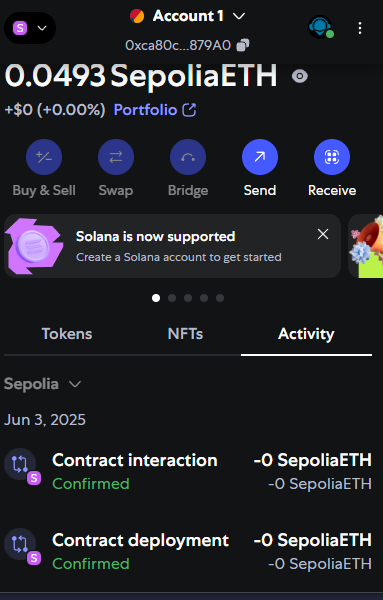 S
Account 1
0xca80c...879A0
0.0493 SepoliaETH
+$0 (+0.00%) Portfolio
Buy & Sell Swap Bridge Send Receive
Solana is now supported
Create a Solana account to get started
Tokens NFTs Activity
Sepolia
Jun 3, 2025
Contract interaction -0 SepoliaETH
S Confirmed -0 SepoliaETH
Contract deployment -0 SepoliaETH
S Confirmed -0 SepoliaETH